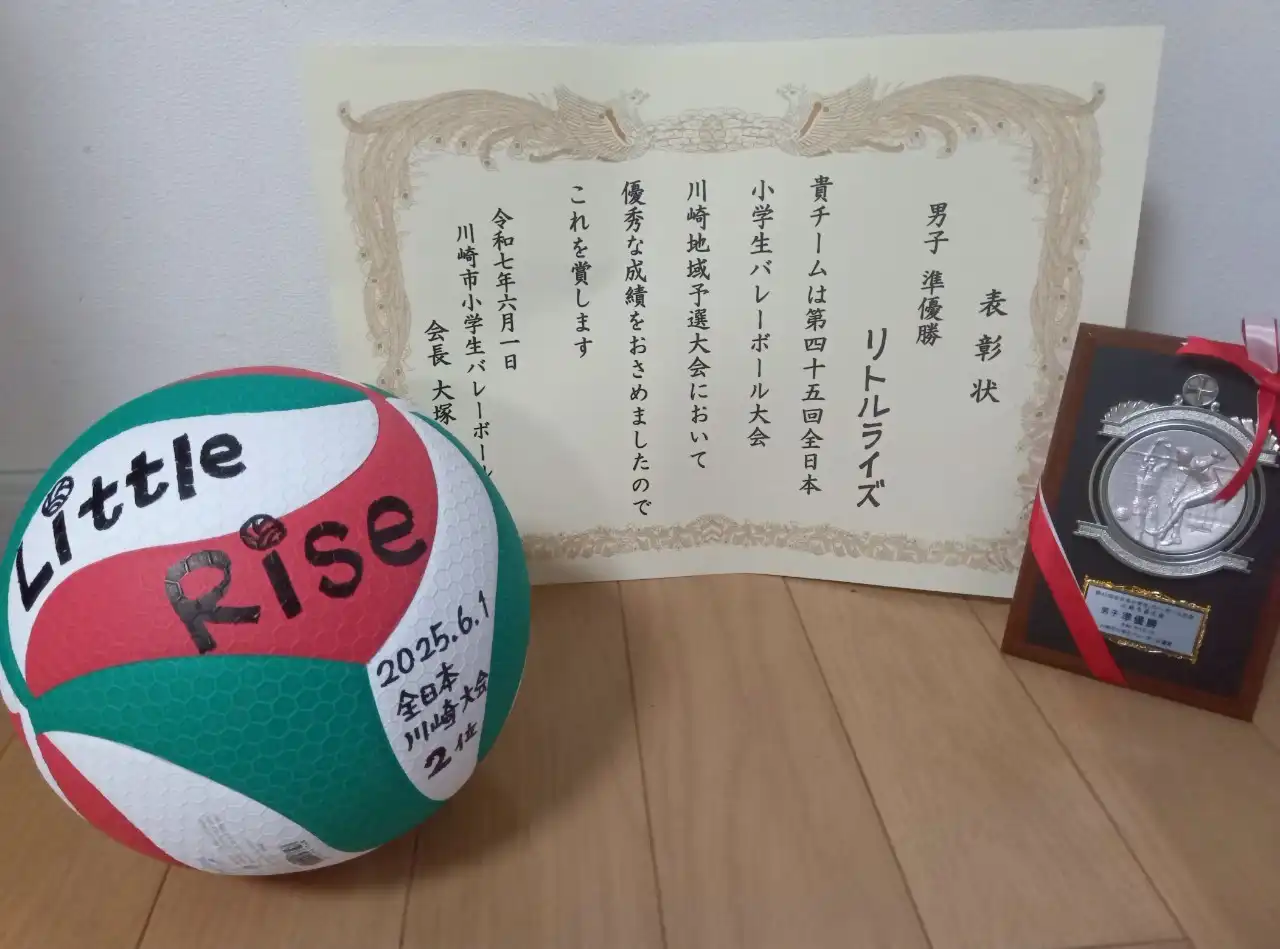 表彰状
男子 準優勝
リトルライズ
貴チームは第四十五回全日本
小学生バレーボール大会
川崎地域予選大会において
優秀な成績をおさめましたので
これを賞します
令和七年六月一日
川崎市小学生バレーボール
会長 大塚
Little
Rise
2025.6.1
全日本
川崎大会
2位
男子 準優勝